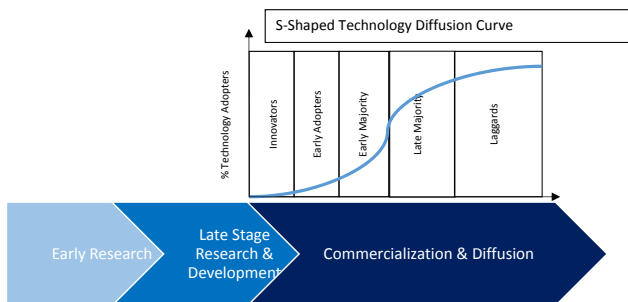 S-Shaped Technology Diffusion Curve
% Technology Adopters
Innovators
Early Adopters
Early Majority
Late Majority
Laggards
Early Research
Late Stage
Research &
Development
Commercialization & Diffusion